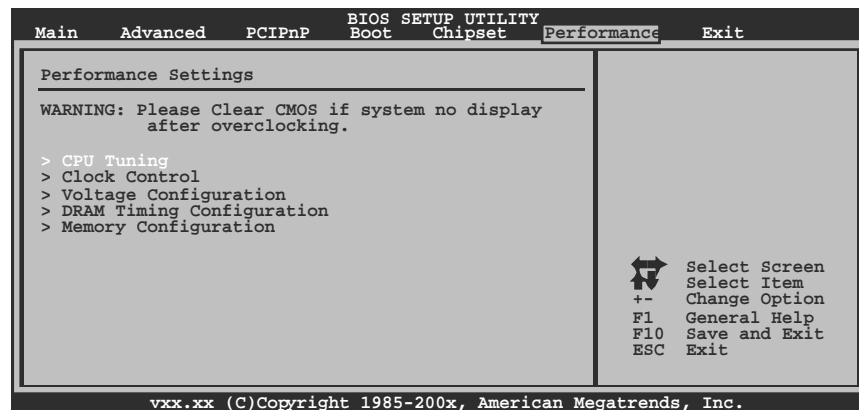 BIOS SETUP UTILITY
Main Advanced PCIPnP Boot Chipset Performance Exit
Performance Settings
WARNING: Please Clear CMOS if system no display
after overclocking.
> CPU Tuning
> Clock Control
> Voltage Configuration
> DRAM Timing Configuration
> Memory Configuration
Select Screen
Select Item
+- Change Option
F1 General Help
F10 Save and Exit
ESC Exit
vxx.xx (C)Copyright 1985-200x, American Megatrends, Inc.